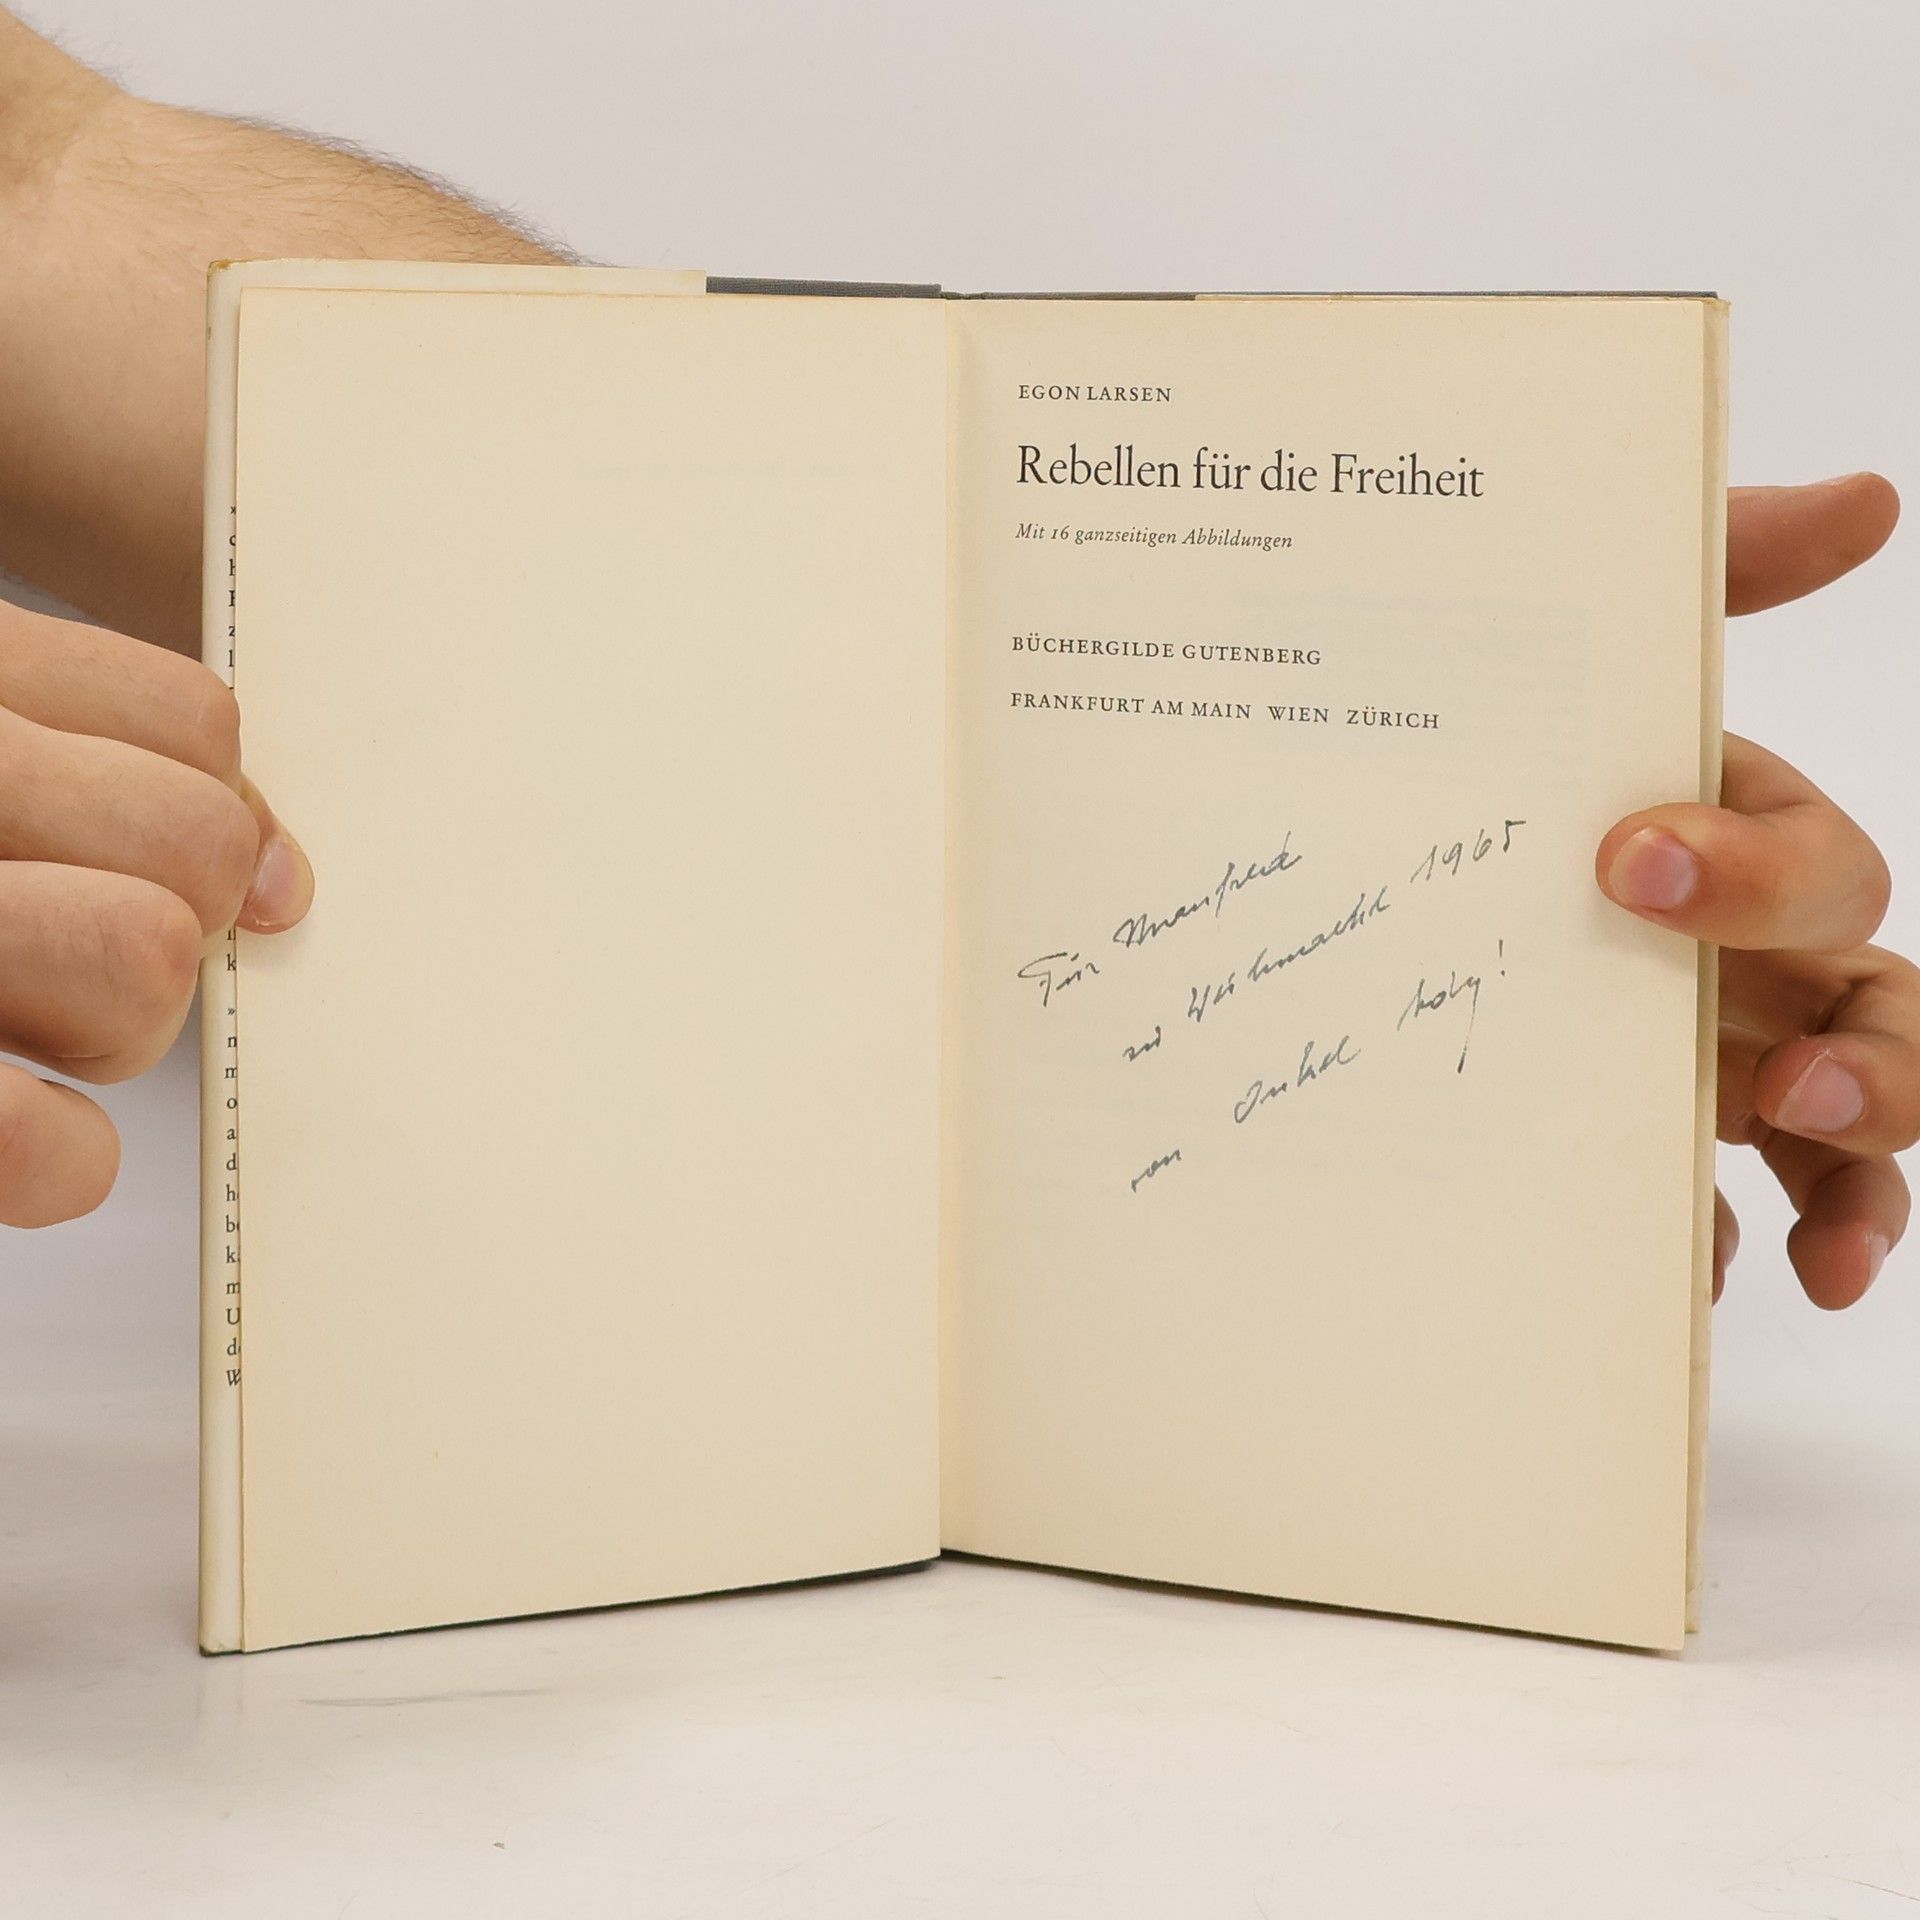 EGON LARSEN
Rebellen für die Freiheit
Mit 16 ganzseitigen Abbildungen
BÜCHERGILDE GUTENBERG
FRANKFURT AM MAIN WIEN ZÜRICH
Für Manfred
zu Weihnacht 1965
von Onkel !